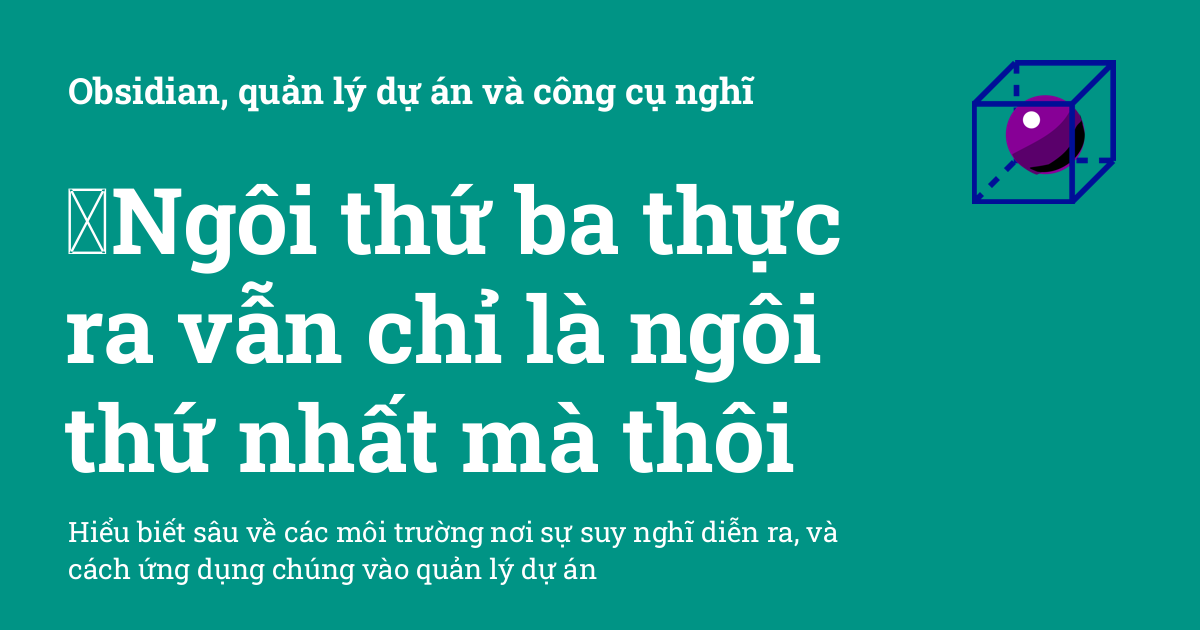 Obsidian, quản lý dự án và công cụ nghĩ
Ngôi thứ ba thực
ra vẫn chỉ là ngôi
thứ nhất mà thôi
Hiểu biết sâu về các môi trường nơi sự suy nghĩ diễn ra, và
cách ứng dụng chúng vào quản lý dự án